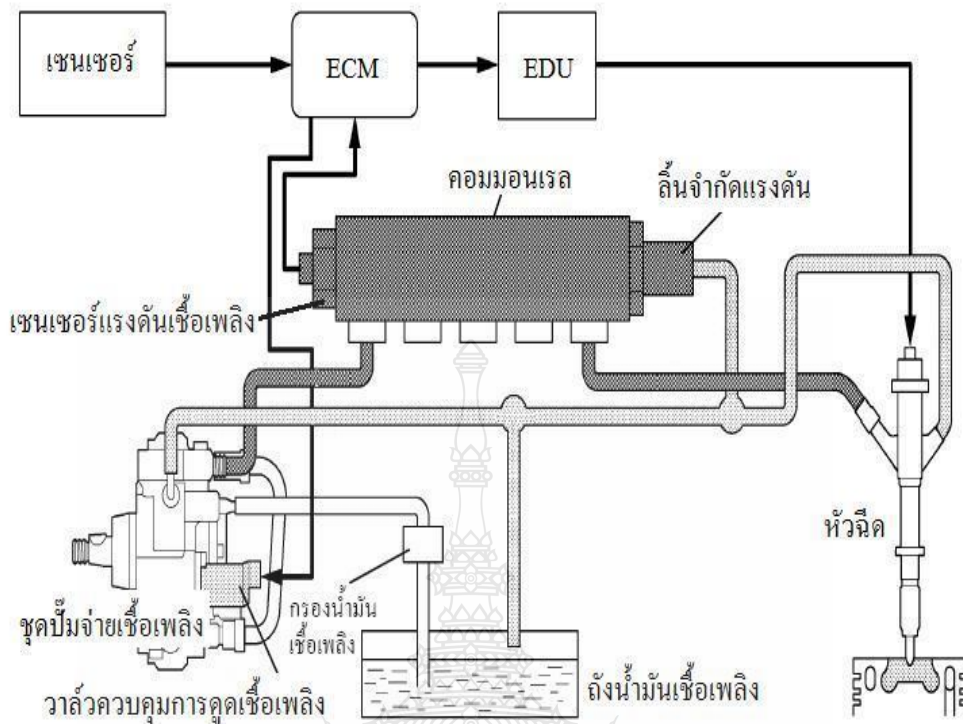 เซนเซอร์
ECM
EDU
คอมมอนเรล
ลิ้นจำกัดแรงดัน
เซนเซอร์แรงดันเชื้อเพลิง
หัวฉีด
กรองน้ำมัน
เชื้อเพลิง
ชุดปั๊มจ่ายเชื้อเพลิง
ถังน้ำมันเชื้อเพลิง
วาล์วควบคุมการดูดเชื้อเพลิง